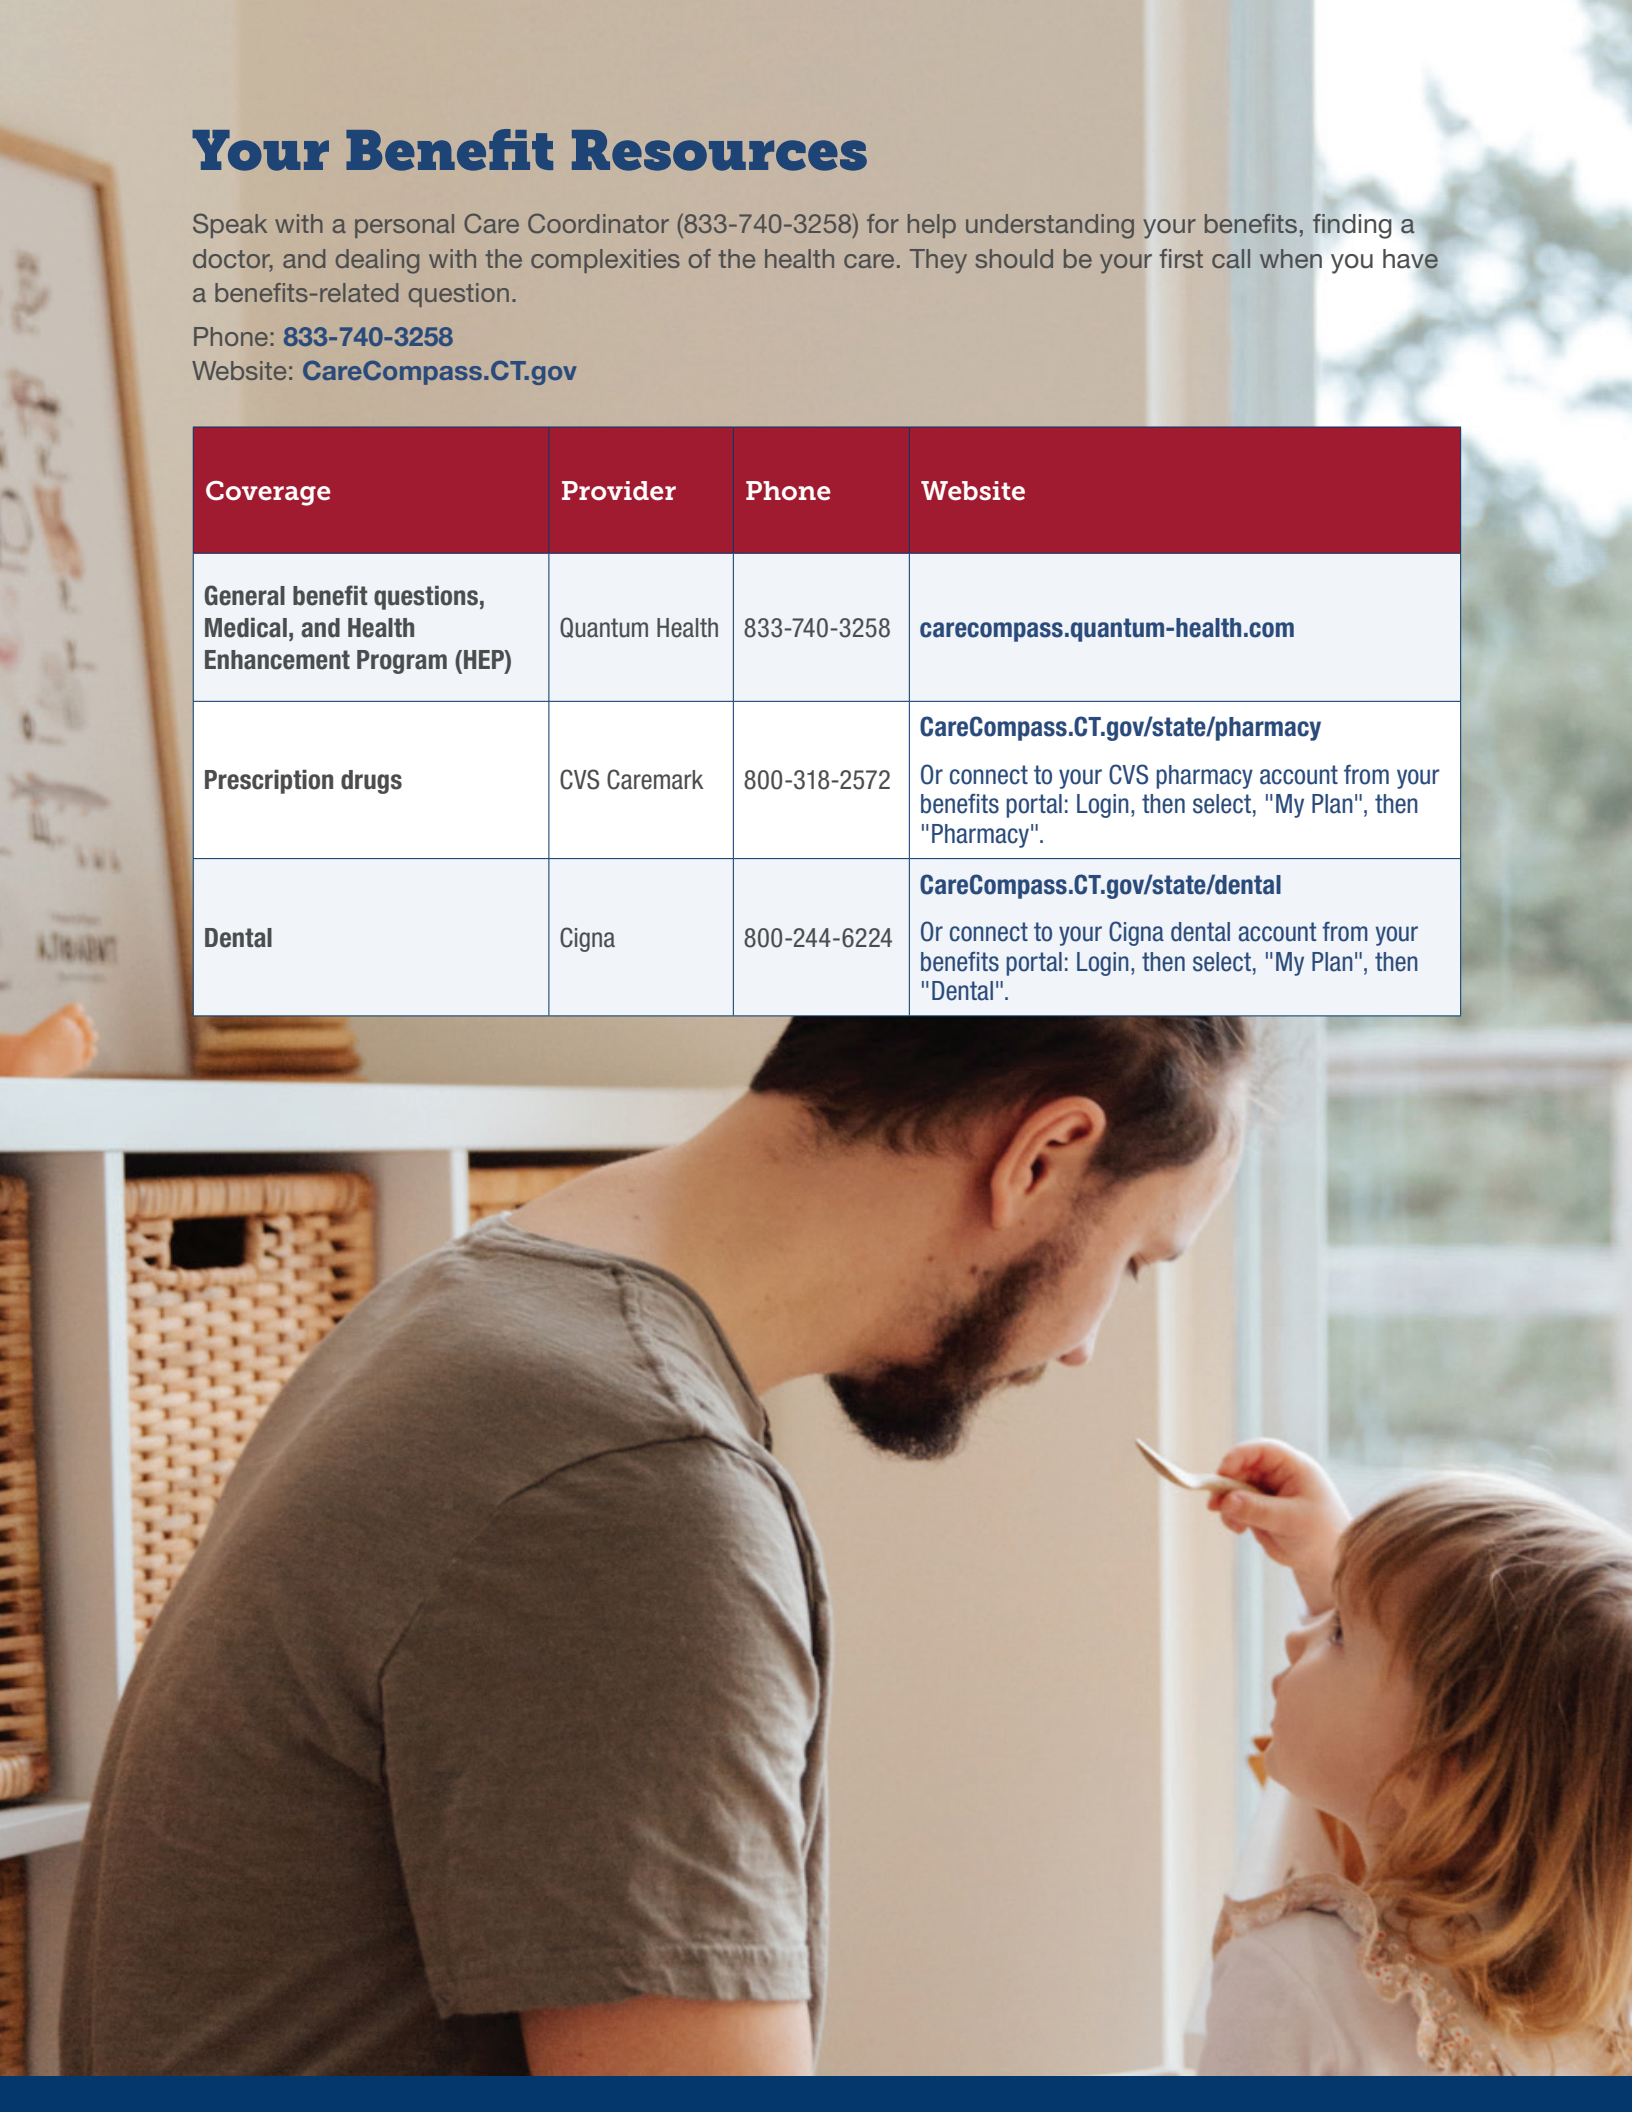 Your Benefit Resources
Speak with a personal Care Coordinator (833-740-3258) for help understanding your benefits, finding a
doctor, and dealing with the complexities of the health care. They should be your first call when you have
a benefits-related question.
Phone: 833-740-3258
Website: CareCompass.CT.gov
Coverage
Provider
Phone
Website
General benefit questions,
Medical, and Health
Enhancement Program (HEP)
Quantum Health
833-740-3258
carecompass.quantum-health.com
Prescription drugs
CVS Caremark
800-318-2572
CareCompass.CT.gov/state/pharmacy
Or connect to your CVS pharmacy account from your
benefits portal: Login, then select, "My Plan", then
"Pharmacy".
Dental
Cigna
800-244-6224
CareCompass.CT.gov/state/dental
Or connect to your Cigna dental account from your
benefits portal: Login, then select, "My Plan", then
"Dental".